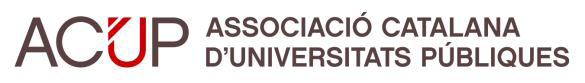 ACUP ASSOCIACIÓ CATALANA
D'UNIVERSITATS PÚBLIQUES